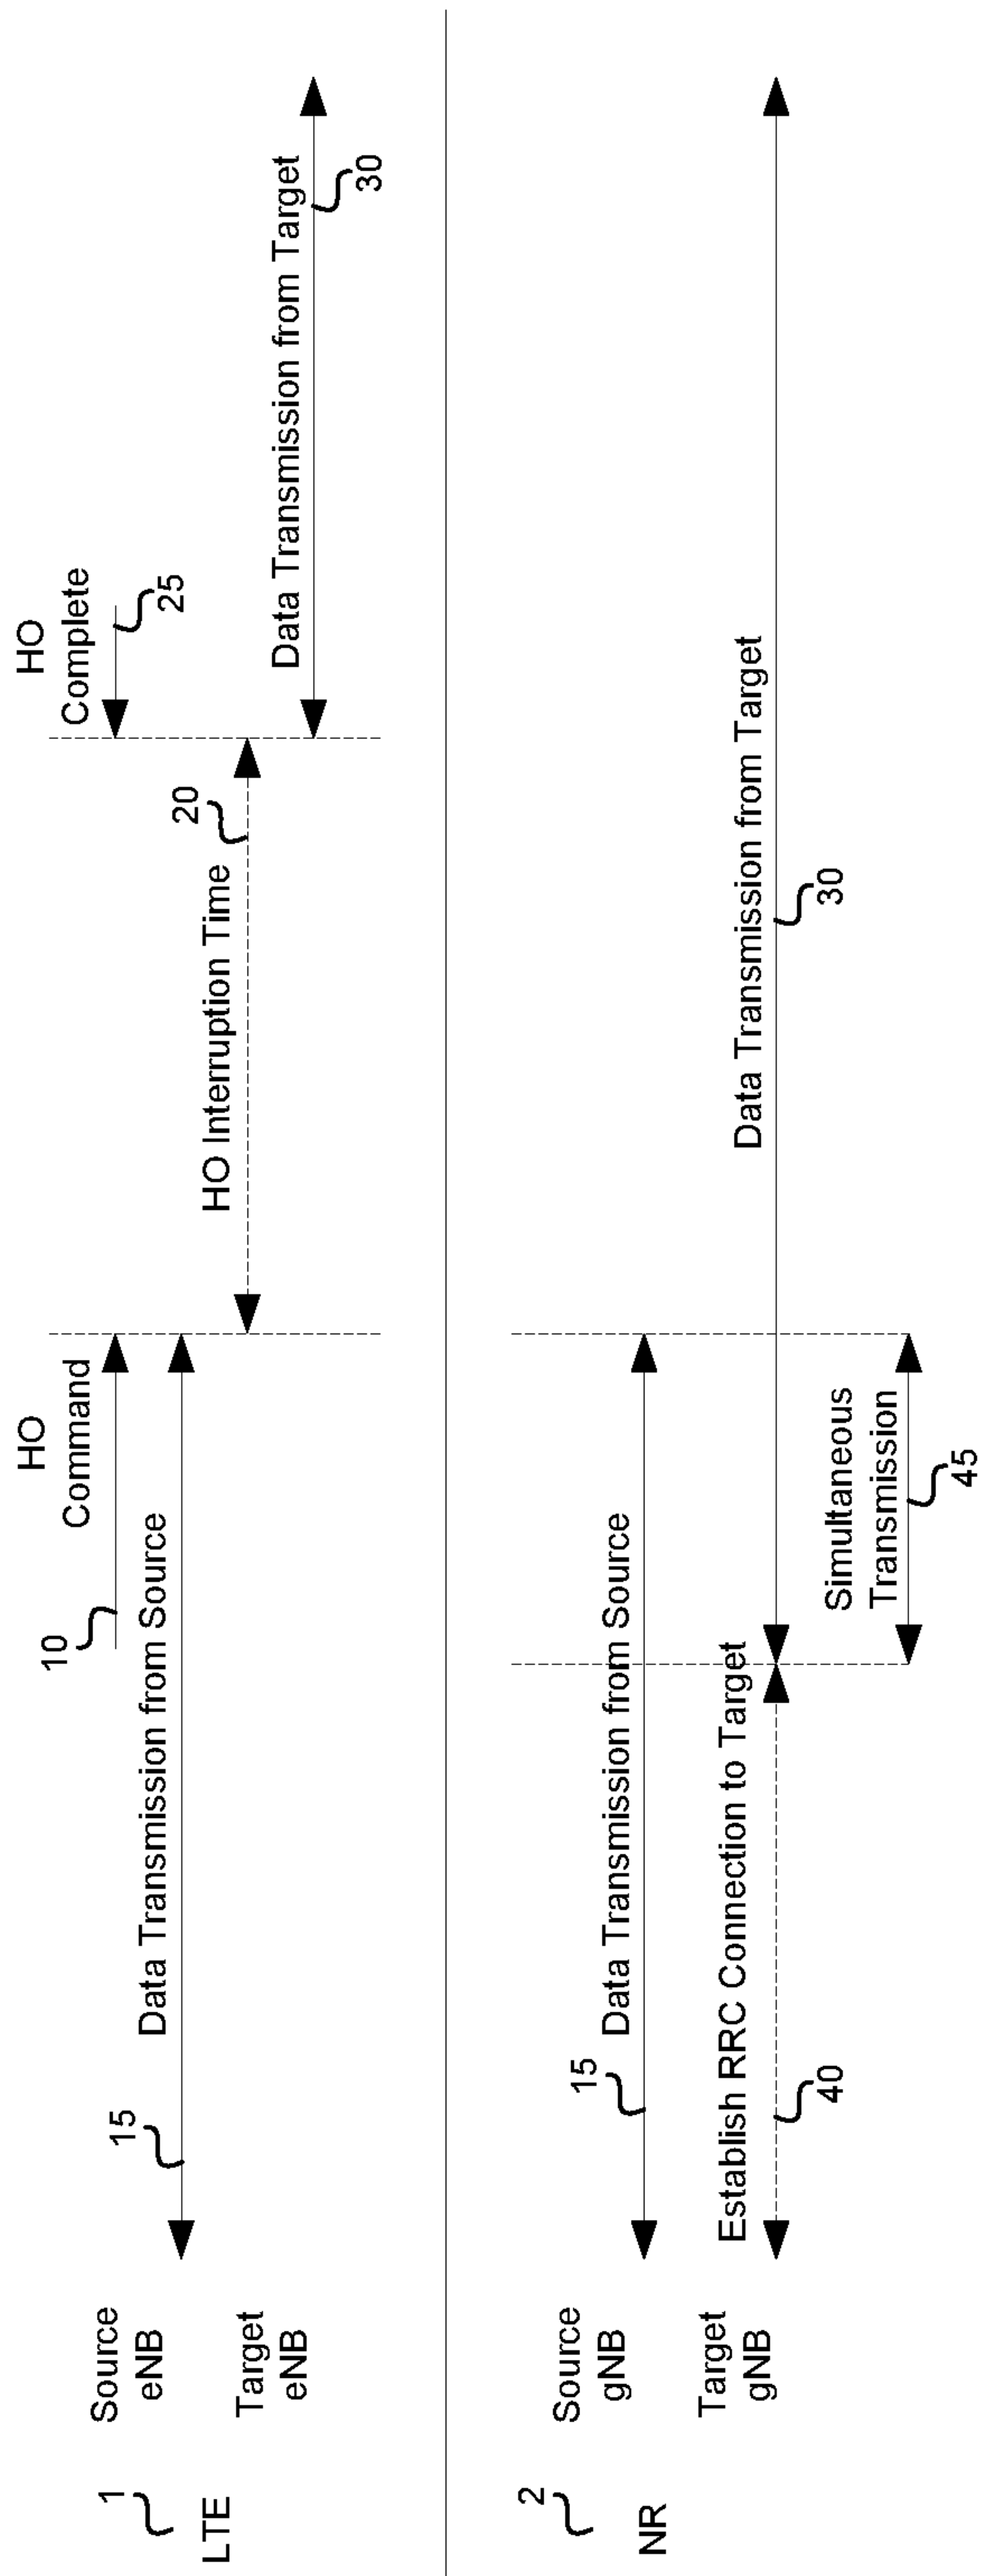 1
LTE
Source
eNB
Target
eNB
15
Data Transmission from Source
10
HO
Command
HO Interruption Time
20
HO
Complete
25
Data Transmission from Target
30
2
NR
Source
gNB
Target
gNB
15
Data Transmission from Source
Establish RRC Connection to Target
40
Simultaneous
Transmission
45
Data Transmission from Target
30